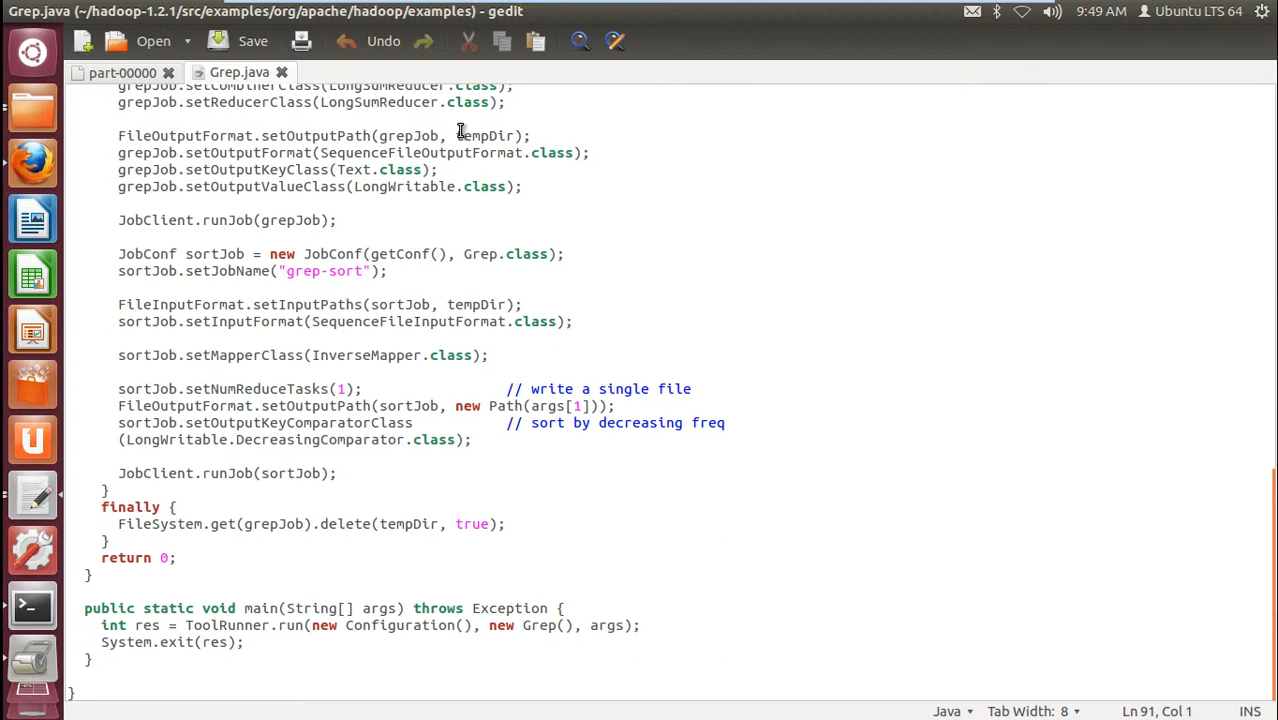 Grep.java (~/hadoop-1.2.1/src/examples/org/apache/hadoop/examples) - gedit
9:49 AM
Ubuntu LTS 64
Open
Save
Undo
part-00000
Grep.java
grepJob.setCombinerClass(LongSumReducer.class);
grepJob.setReducerClass(LongSumReducer.class);
FileOutputFormat.setOutputPath(grepJob, tempDir);
grepJob.setOutputFormat(SequenceFileOutputFormat.class);
grepJob.setOutputKeyClass(Text.class);
grepJob.setOutputValueClass(LongWritable.class);
JobClient.runJob(grepJob);
JobConf sortJob = new JobConf(getConf(), Grep.class);
sortJob.setJobName("grep-sort");
FileInputFormat.setInputPaths(sortJob, tempDir);
sortJob.setInputFormat(SequenceFileInputFormat.class);
sortJob.setMapperClass(InverseMapper.class);
sortJob.setNumReduceTasks(1); // write a single file
FileOutputFormat.setOutputPath(sortJob, new Path(args[1]));
sortJob.setOutputKeyComparatorClass // sort by decreasing freq
(LongWritable.DecreasingComparator.class);
JobClient.runJob(sortJob);
}
finally {
FileSystem.get(grepJob).delete(tempDir, true);
}
return 0;
}
public static void main(String[] args) throws Exception {
int res = ToolRunner.run(new Configuration(), new Grep(), args);
System.exit(res);
}
}
Java
Tab Width: 8
Ln 91, Col 1
INS